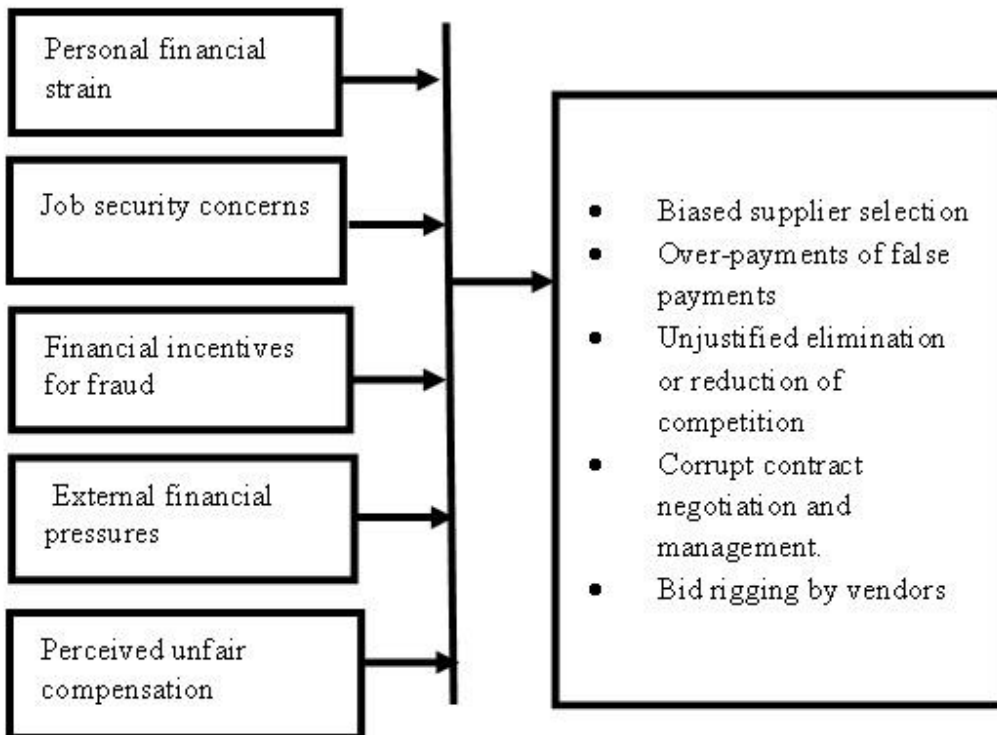 Personal financial
strain
Job security concerns
Financial incentives
for fraud
External financial
pressures
Perceived unfair
compensation
• Biased supplier selection
• Over-payments of false
payments
• Unjustified elimination
or reduction of
competition
• Corrupt contract
negotiation and
management.
• Bid rigging by vendors